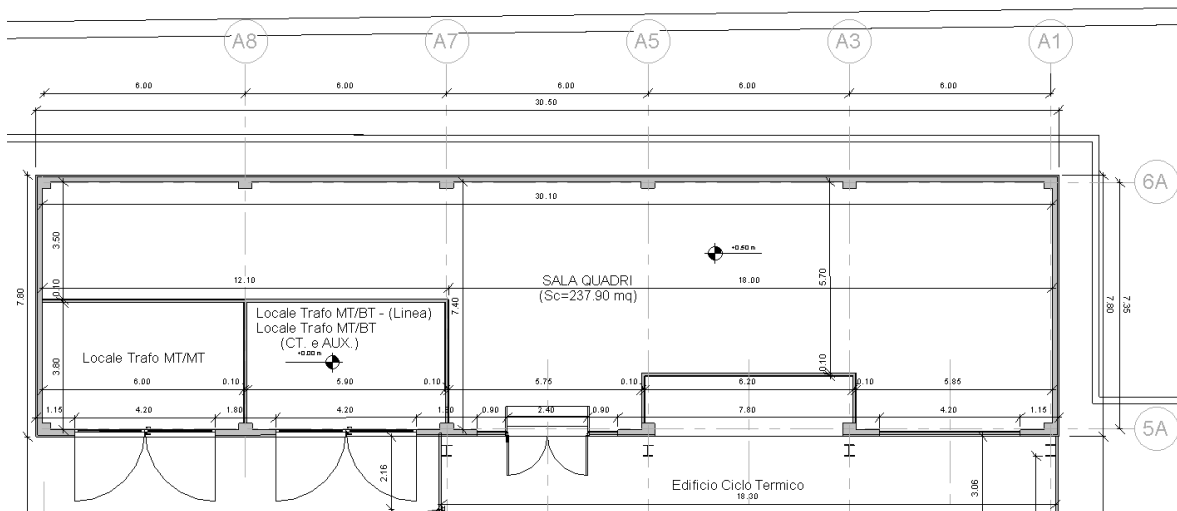 A8 A7 A5 A3 A1
6.00 6.00 6.00 6.00 6.00
30.50
6A
30.10
3.50
+0.50 m
5.70
12.10
SALA QUADRI
18.00
(Sc=237.90 mq)
0.10
7.80
7.40
7.80
7.35
Locale Trafo MT/BT - (Linea)
Locale Trafo MT/BT
(CT. e AUX.)
+0.00 m
Locale Trafo MT/MT
3.80
0.10
6.00 0.10 5.90 0.10 5.75 0.10 6.20 0.10 5.85
1.15 4.20 1.80 4.20 0.90 2.40 0.90 7.80 4.20 1.15
5A
2.16
Edificio Ciclo Termico
18.30
3.06